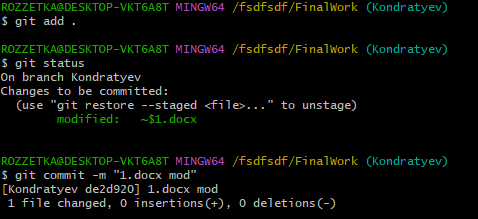 ROZZETKA@DESKTOP-VKT6A8T MINGW64 /fsdfsdf/FinalWork (Kondratyev)
$ git add .
ROZZETKA@DESKTOP-VKT6A8T MINGW64 /fsdfsdf/FinalWork (Kondratyev)
$ git status
On branch Kondratyev
Changes to be committed:
  (use "git restore --staged <file>..." to unstage)
        modified:   ~$1.docx
ROZZETKA@DESKTOP-VKT6A8T MINGW64 /fsdfsdf/FinalWork (Kondratyev)
$ git commit -m "1.docx mod"
[Kondratyev de2d920] 1.docx mod
 1 file changed, 0 insertions(+), 0 deletions(-)